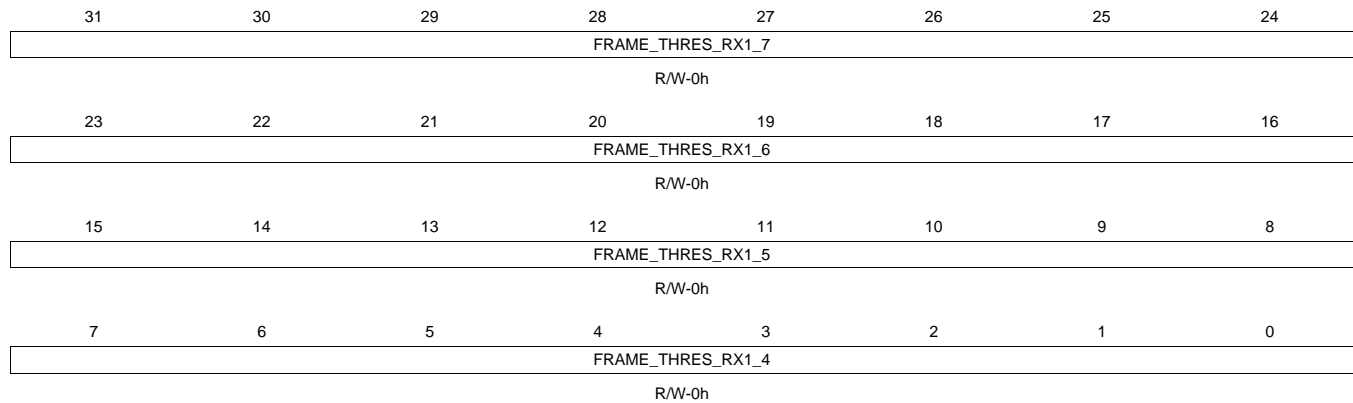 31 30 29 28 27 26 25 24
FRAME_THRES_RX1_7
R/W-0h
23 22 21 20 19 18 17 16
FRAME_THRES_RX1_6
R/W-0h
15 14 13 12 11 10 9 8
FRAME_THRES_RX1_5
R/W-0h
7 6 5 4 3 2 1 0
FRAME_THRES_RX1_4
R/W-0h